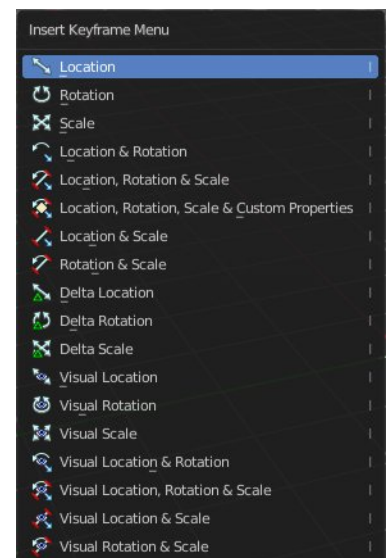 Insert Keyframe Menu
Location I
Rotation I
Scale I
Location & Rotation I
Location, Rotation & Scale I
Location, Rotation, Scale & Custom Properties I
Location & Scale I
Rotation & Scale I
Delta Location I
Delta Rotation I
Delta Scale I
Visual Location I
Visual Rotation I
Visual Scale I
Visual Location & Rotation I
Visual Location, Rotation & Scale I
Visual Location & Scale I
Visual Rotation & Scale I